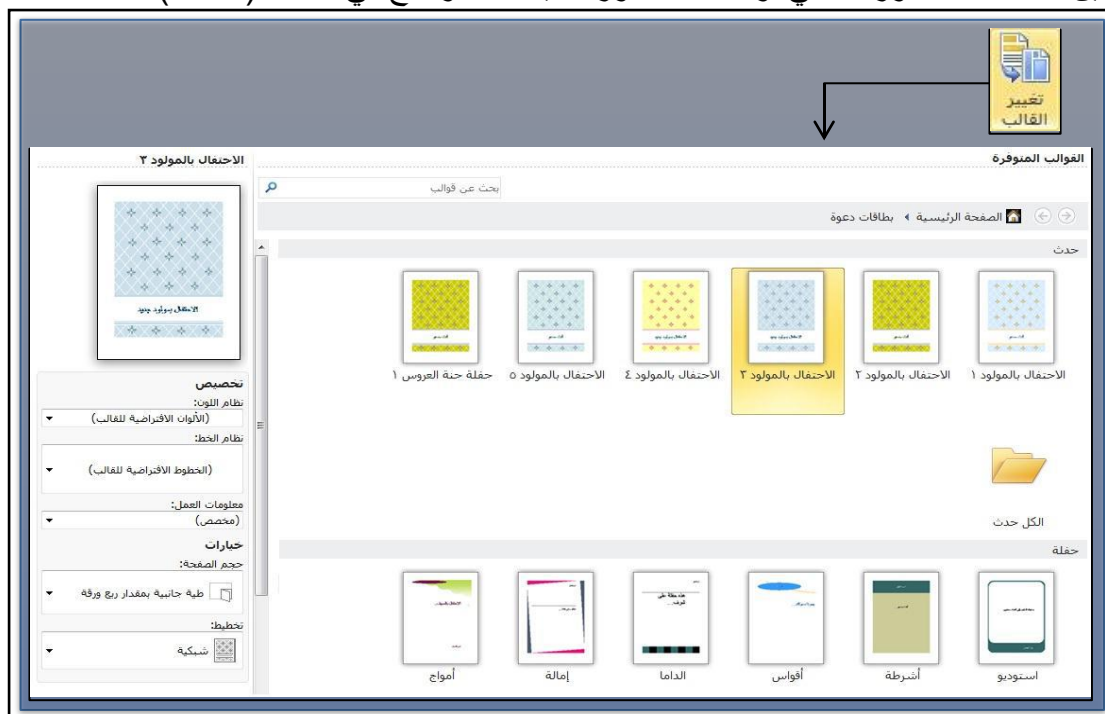 تغيير
القالب
القوالب المتوفرة
بحث عن قوالب
الصفحة الرئيسية
بطاقات دعوة
حدث
الاحتفال بالمولود ١
الاحتفال بالمولود ٢
الاحتفال بالمولود ٣
الاحتفال بالمولود ٤
الاحتفال بالمولود ٥
حفلة حنة العروس ١
الكل حدث
حفلة
استوديو
أشرطة
أقواس
الداما
إمالة
أمواج
الاحتفال بالمولود ٣
الاحتفال بمولود جديد
تخصيص
نظام اللون:
(الألوان الافتراضية للقالب)
نظام الخط:
(الخطوط الافتراضية للقالب)
معلومات العمل:
(مخصص)
خيارات
حجم الصفحة:
طية جانبية بمقدار ربع ورقة
تخطيط:
شبكية